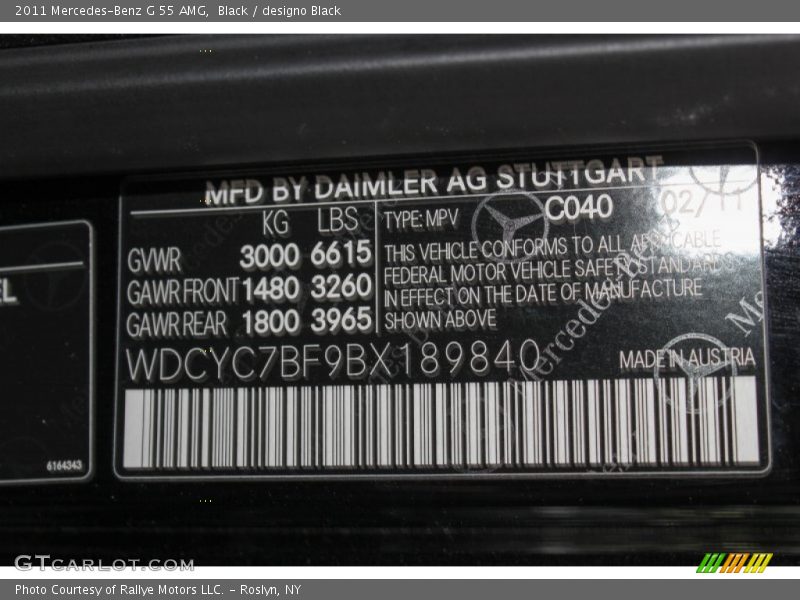 2011 Mercedes-Benz G 55 AMG, Black / designo Black
MFD BY DAIMLER AG STUTTGART
KG LBS
TYPE: MPV C040 02/11
GVWR 3000 6615
GAWR FRONT 1480 3260
GAWR REAR 1800 3965
THIS VEHICLE CONFORMS TO ALL APPLICABLE
FEDERAL MOTOR VEHICLE SAFETY STANDARDS
IN EFFECT ON THE DATE OF MANUFACTURE
SHOWN ABOVE
WDCYC7BF9BX189840
MADE IN AUSTRIA
6164343
GTcarlot.com
Photo Courtesy of Rallye Motors LLC. - Roslyn, NY